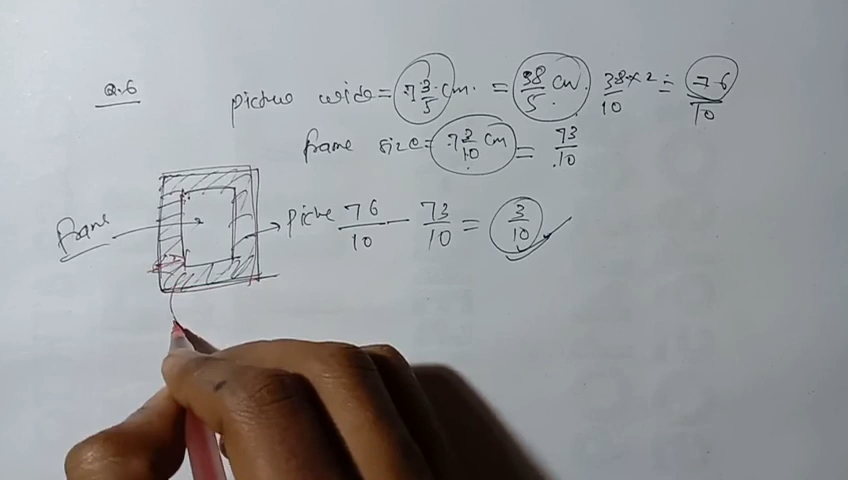 Q.6
picture wide = 7 3/5 cm. = 38/5 cm. 38×2/10 = 76/10
frame size = 7 3/10 cm = 73/10
frame
picture 76/10 - 73/10 = 3/10